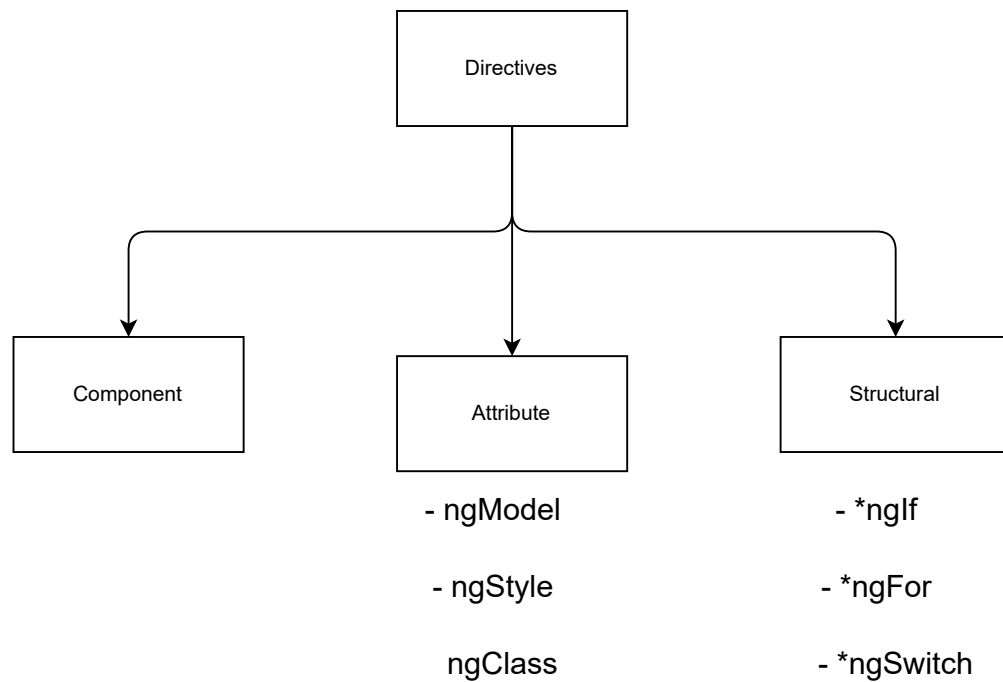 Directives
Component
Attribute
Structural
- ngModel
- ngStyle
ngClass
- *ngIf
- *ngFor
- *ngSwitch